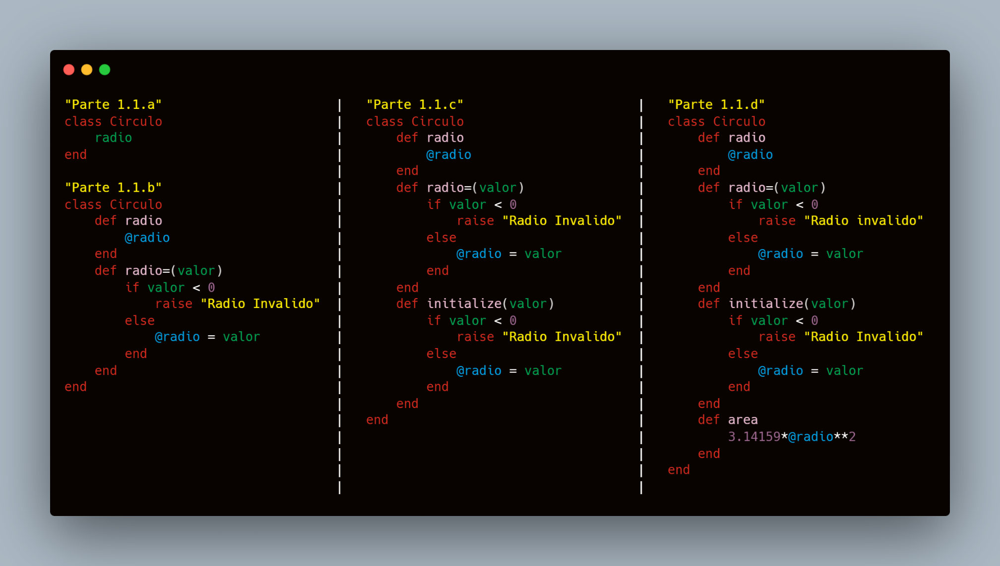 "Parte 1.1.a"
class Circulo
    radio
end

"Parte 1.1.b"
class Circulo
    def radio
        @radio
    end
    def radio=(valor)
        if valor < 0
            raise "Radio Invalido"
        else
            @radio = valor
        end
    end
end

"Parte 1.1.c"
class Circulo
    def radio
        @radio
    end
    def radio=(valor)
        if valor < 0
            raise "Radio Invalido"
        else
            @radio = valor
        end
    end
    def initialize(valor)
        if valor < 0
            raise "Radio Invalido"
        else
            @radio = valor
        end
    end
end

"Parte 1.1.d"
class Circulo
    def radio
        @radio
    end
    def radio=(valor)
        if valor < 0
            raise "Radio invalido"
        else
            @radio = valor
        end
    end
    def initialize(valor)
        if valor < 0
            raise "Radio Invalido"
        else
            @radio = valor
        end
    end
    def area
        3.14159*@radio**2
    end
end